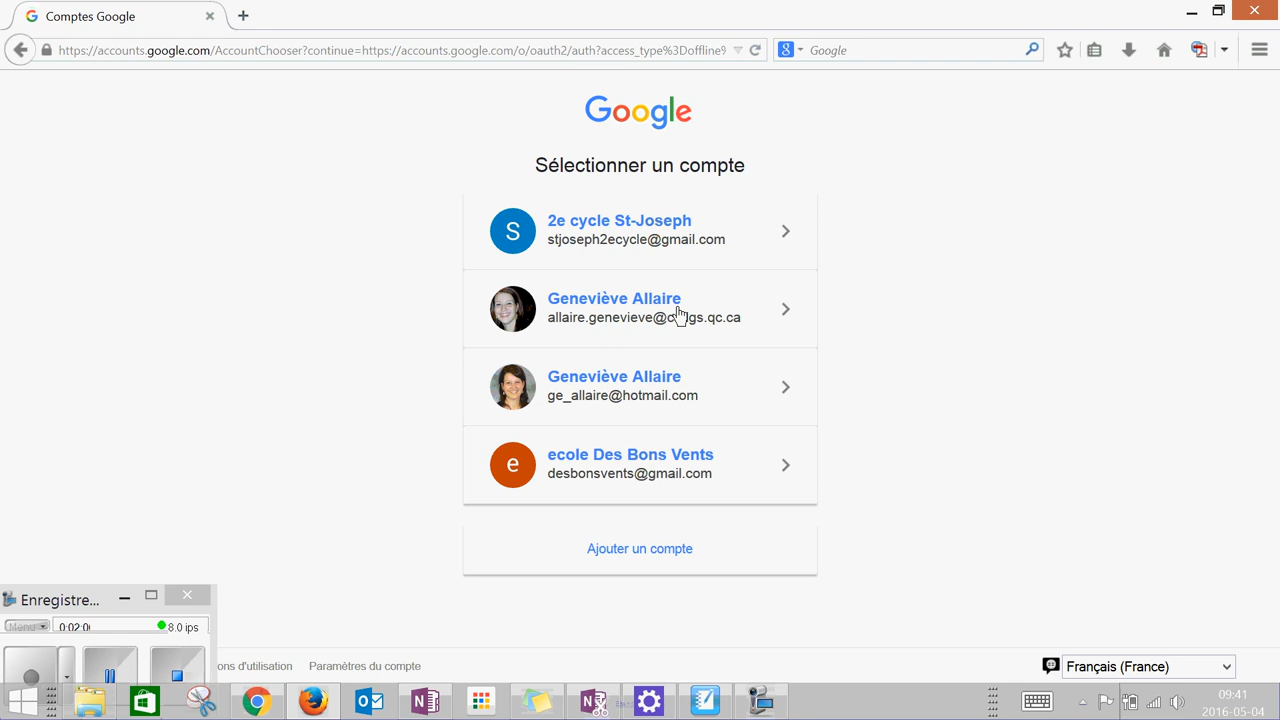 Comptes Google
https://accounts.google.com/AccountChooser?continue=https://accounts.google.com/o/oauth2/auth?access_type%3Doffline%
Google
Google
Sélectionner un compte
S
2e cycle St-Joseph
stjoseph2ecycle@gmail.com
Geneviève Allaire
Geneviève Allaire
ge_allaire@hotmail.com
e
ecole Des Bons Vents
desbonsvents@gmail.com
Ajouter un compte
Enregistre...
Menu
8.0 ips
d'utilisation
Paramètres du compte
Français (France)
09:41
2016-05-04